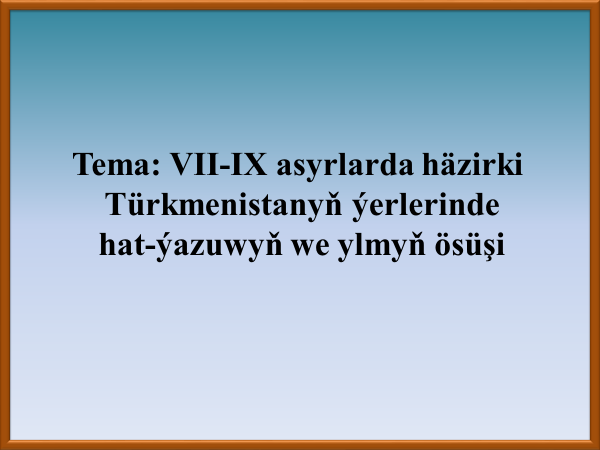 Tema: VII-IX asyrlarda häzirki
Türkmenistanyň ýerlerinde
hat-ýazuwyň we ylmyň ösüşi